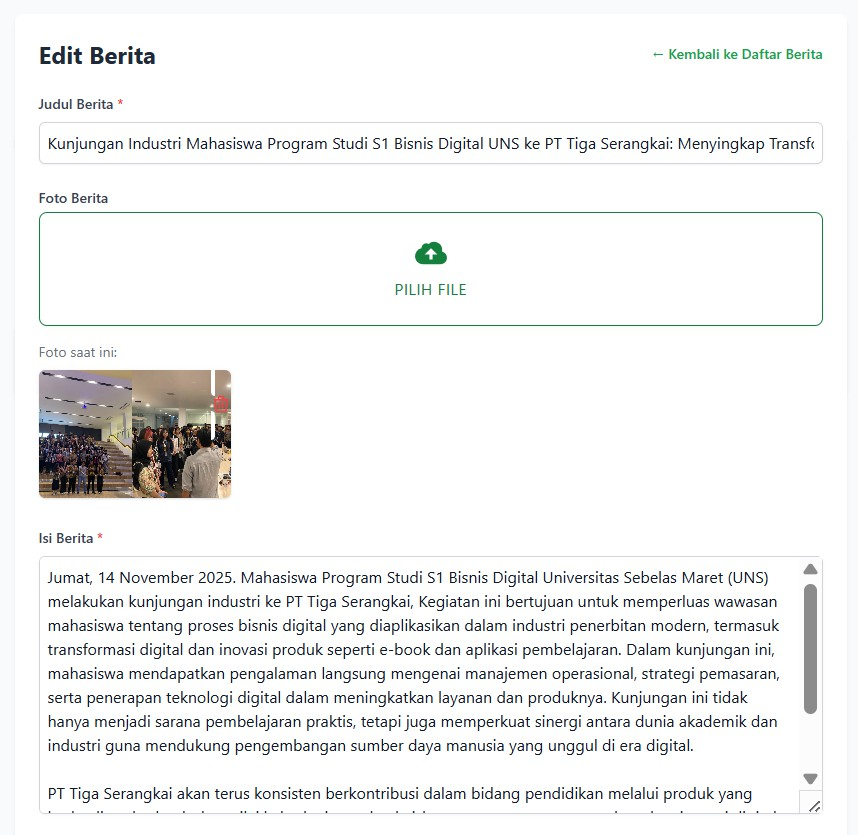 Edit Berita
← Kembali ke Daftar Berita
Judul Berita *
Kunjungan Industri Mahasiswa Program Studi S1 Bisnis Digital UNS ke PT Tiga Serangkai: Menyingkap Transfo
Foto Berita
PILIH FILE
Foto saat ini:
Isi Berita *
Jumat, 14 November 2025. Mahasiswa Program Studi S1 Bisnis Digital Universitas Sebelas Maret (UNS)
melakukan kunjungan industri ke PT Tiga Serangkai, Kegiatan ini bertujuan untuk memperluas wawasan
mahasiswa tentang proses bisnis digital yang diaplikasikan dalam industri penerbitan modern, termasuk
transformasi digital dan inovasi produk seperti e-book dan aplikasi pembelajaran. Dalam kunjungan ini,
mahasiswa mendapatkan pengalaman langsung mengenai manajemen operasional, strategi pemasaran,
serta penerapan teknologi digital dalam meningkatkan layanan dan produknya. Kunjungan ini tidak
hanya menjadi sarana pembelajaran praktis, tetapi juga memperkuat sinergi antara dunia akademik dan
industri guna mendukung pengembangan sumber daya manusia yang unggul di era digital.
PT Tiga Serangkai akan terus konsisten berkontribusi dalam bidang pendidikan melalui produk yang